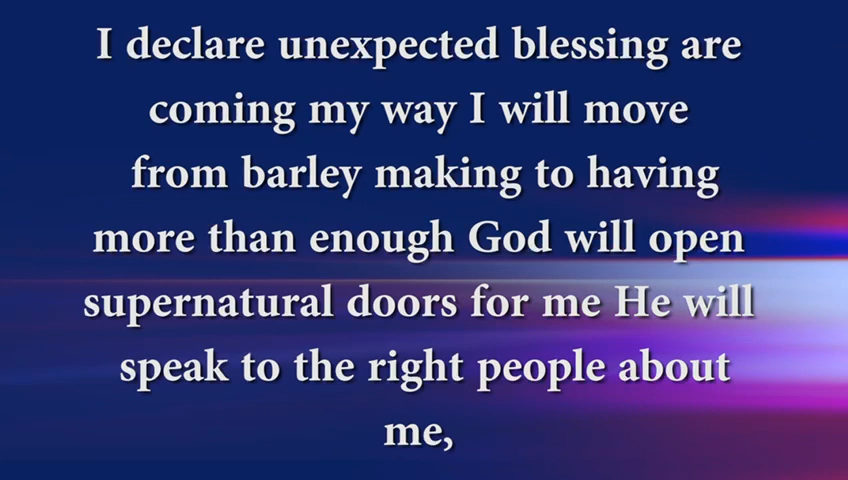 I declare unexpected blessing are
coming my way I will move
from barley making to having
more than enough God will open
supernatural doors for me He will
speak to the right people about
me,